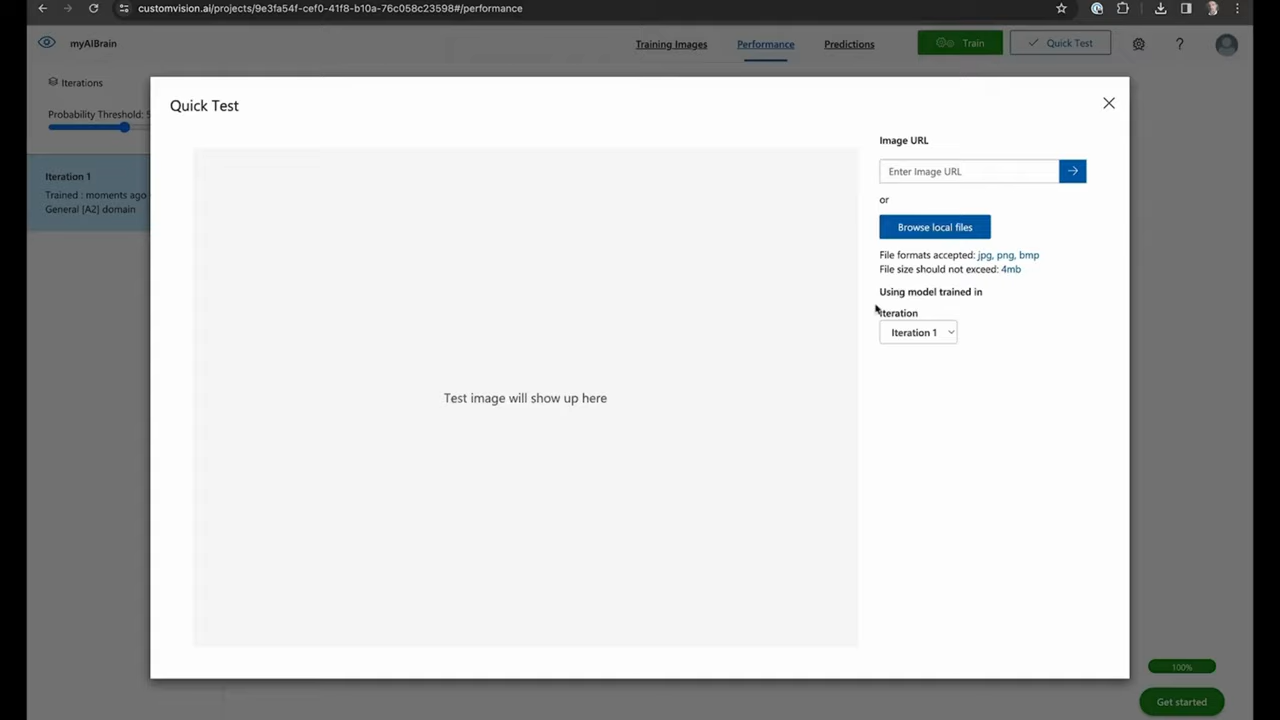 customvision.ai/projects/9e3fa54f-cef0-41f8-b10a-76c058c23598#/performance
myAIBrain
Training Images
Performance
Predictions
Train
Quick Test
?
Iterations
Probability Threshold: 5
Iteration 1
Trained : moments ago
General [A2] domain
Quick Test
Test image will show up here
Image URL
Enter Image URL
or
Browse local files
File formats accepted: jpg, png, bmp
File size should not exceed: 4mb
Using model trained in
Iteration
Iteration 1
100%
Get started